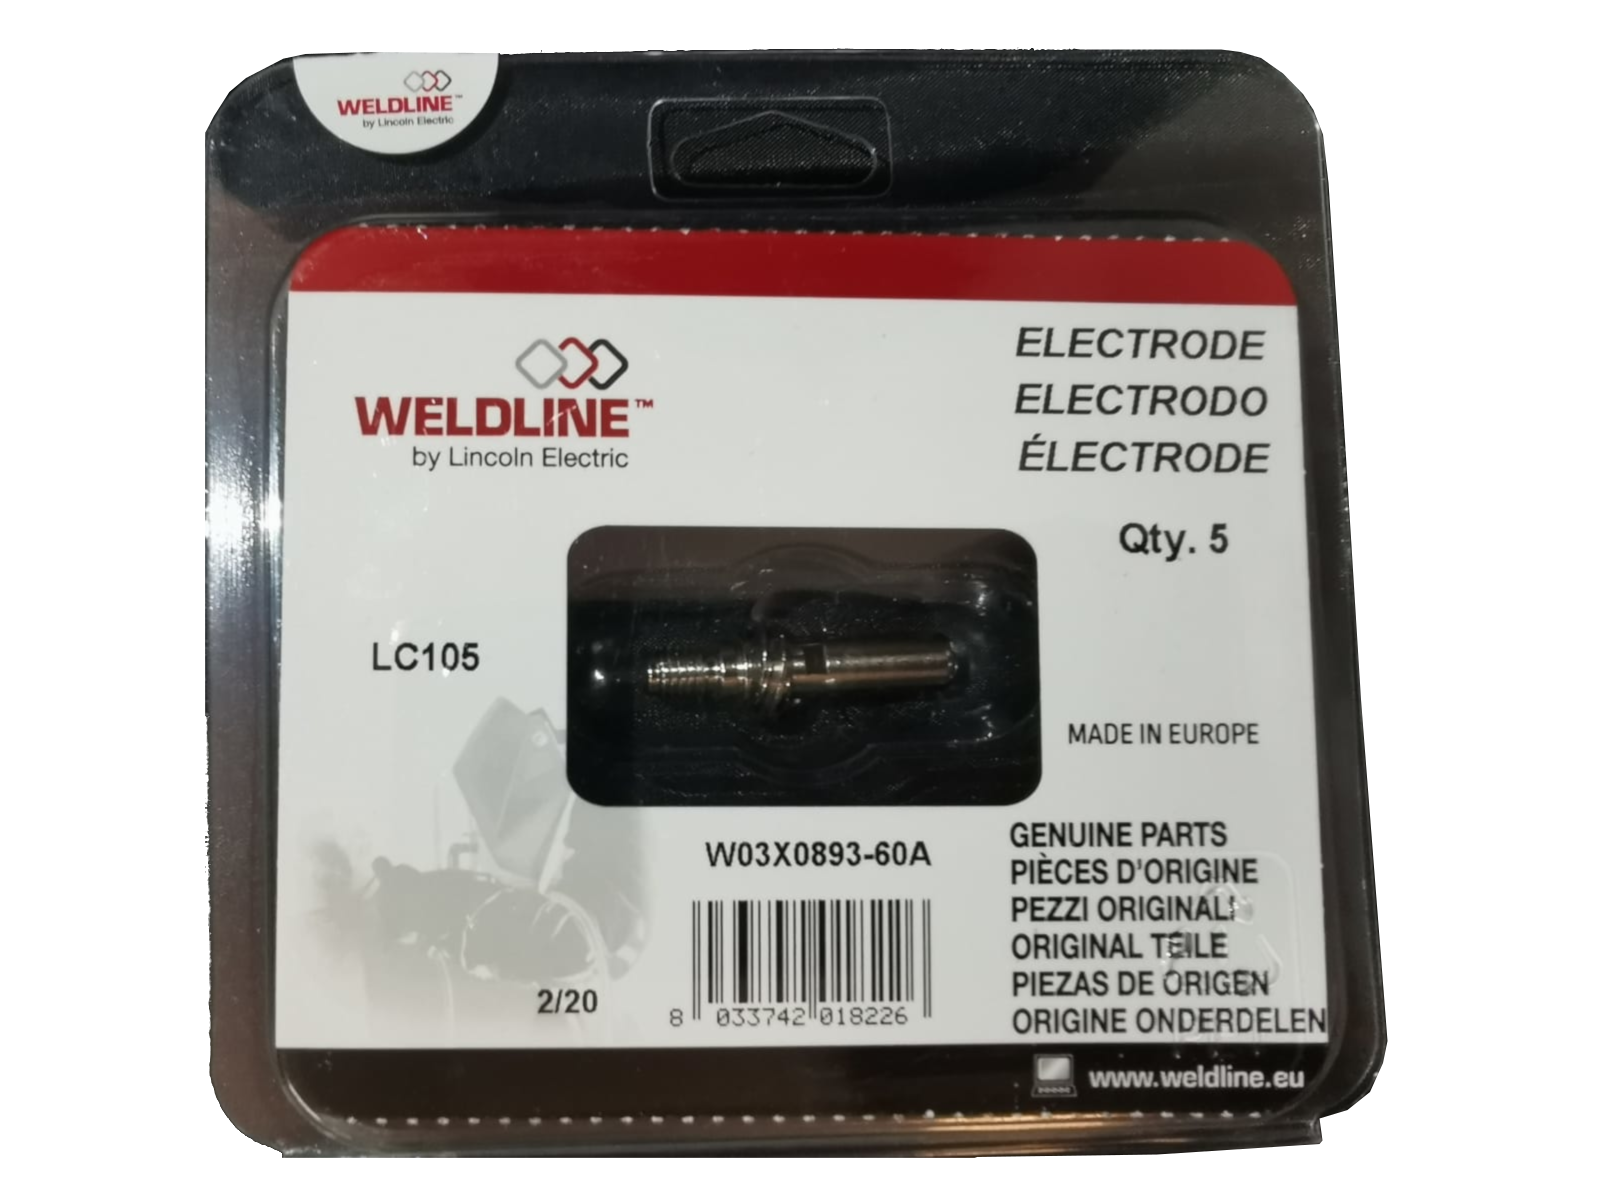 WELDLINE™
by Lincoln Electric
WELDLINE™
by Lincoln Electric
ELECTRODE
ELECTRODO
ÉLECTRODE
Qty. 5
LC105
MADE IN EUROPE
W03X0893-60A
GENUINE PARTS
PIÈCES D'ORIGINE
PEZZI ORIGINALI
ORIGINAL TEILE
PIEZAS DE ORIGEN
ORIGINE ONDERDELEN
2/20
8 033742 018226
www.weldline.eu